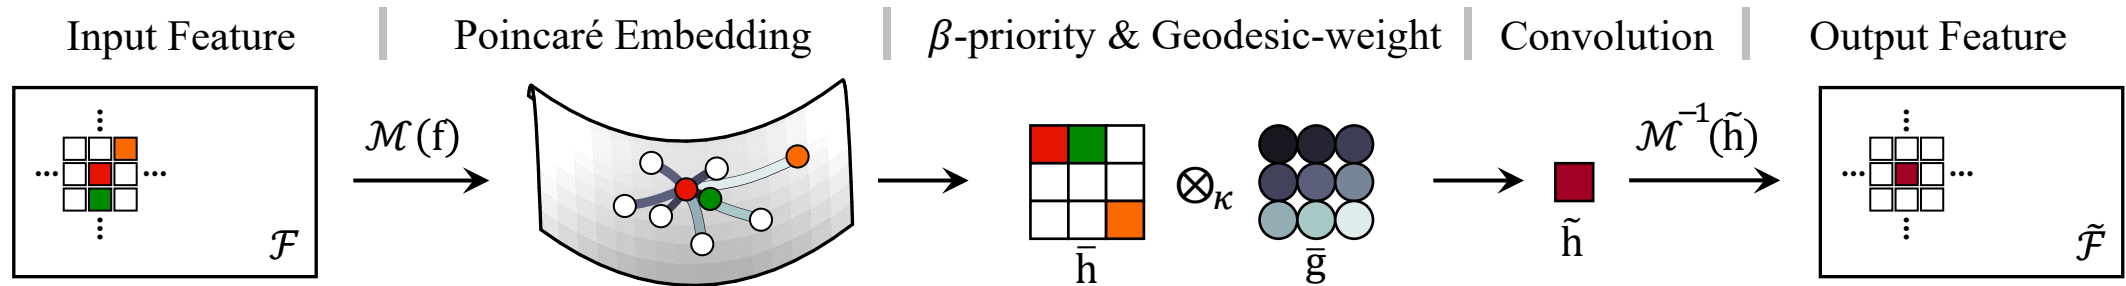 Input Feature
Poincaré Embedding
β-priority & Geodesic-weight
Convolution
Output Feature
ℱ
ℳ(f)
h̄
⊗κ
ḡ
h̃
ℳ⁻¹(h̃)
ℱ̃